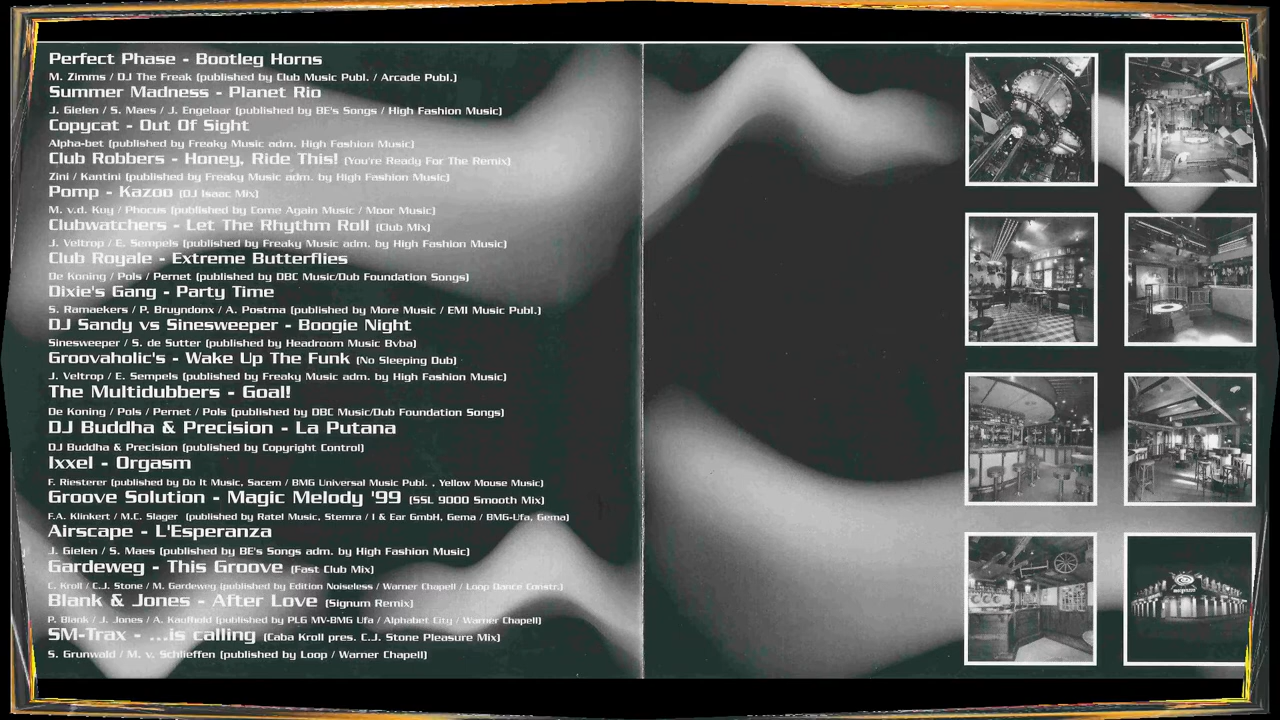 Perfect Phase - Bootleg Horns
M. Zimms / DJ The Freak (published by Club Music Publ. / Arcade Publ.)
Summer Madness - Planet Rio
J. Gielen / S. Maes / J. Engelaar (published by BE's Songs / High Fashion Music)
Copycat - Out Of Sight
Alpha-bet (published by Freaky Music adm. High Fashion Music)
Club Robbers - Honey, Ride This! (You're Ready For The Remix)
Zini / Kantini (published by Freaky Music adm. by High Fashion Music)
Pomp - Kazoo (DJ Isaac Mix)
M. v.d. Kuy / Phocus (published by Come Again Music / Moor Music)
Clubwatchers - Let The Rhythm Roll (Club Mix)
J. Veltrop / E. Sempels (published by Freaky Music adm. by High Fashion Music)
Club Royale - Extreme Butterflies
De Koning / Pols / Pernet (published by DBC Music/Dub Foundation Songs)
Dixie's Gang - Party Time
S. Ramaekers / P. Bruyndonx / A. Postma (published by More Music / EMI Music Publ.)
DJ Sandy vs Sinesweeper - Boogie Night
Sinesweeper / S. de Sutter (published by Headroom Music Bvba)
Groovaholic's - Wake Up The Funk (No Sleeping Dub)
J. Veltrop / E. Sempels (published by Freaky Music adm. by High Fashion Music)
The Multidubbers - Goal!
De Koning / Pols / Pernet / Pols (published by DBC Music/Dub Foundation Songs)
DJ Buddha & Precision - La Putana
DJ Buddha & Precision (published by Copyright Control)
Ixxel - Orgasm
F. Riesterer (published by Do It Music, Sacem / BMG Universal Music Publ. , Yellow Mouse Music)
Groove Solution - Magic Melody '99 (SSL 9000 Smooth Mix)
F.A. Klinkert / M.C. Slager (published by Ratel Music, Stemra / I & Ear GmbH, Gema / BMG-Ufa, Gema)
Airscape - L'Esperanza
J. Gielen / S. Maes (published by BE's Songs adm. by High Fashion Music)
Gardeweg - This Groove (Fast Club Mix)
C. Kroll / C.J. Stone / M. Gardeweg (published by Edition Noiseless / Warner Chapell / Loop Dance Constr.)
Blank & Jones - After Love (Signum Remix)
P. Blank / J. Jones / A. Kaufhold (published by PLG MV-BMG Ufa / Alphabet City / Warner Chapell)
SM-Trax - ...is calling (Caba Kroll pres. C.J. Stone Pleasure Mix)
S. Grunwald / M. v. Schlieffen (published by Loop / Warner Chapell)